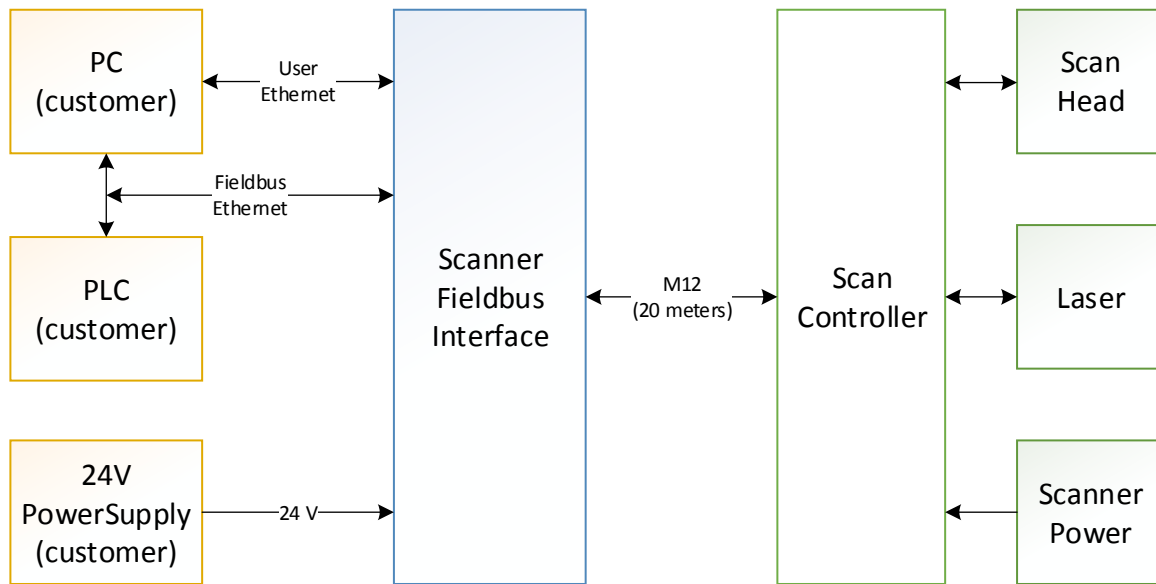 PC
(customer)
User
Ethernet
Fieldbus
Ethernet
PLC
(customer)
24V
PowerSupply
(customer)
24 V
Scanner
Fieldbus
Interface
M12
(20 meters)
Scan
Controller
Scan
Head
Laser
Scanner
Power